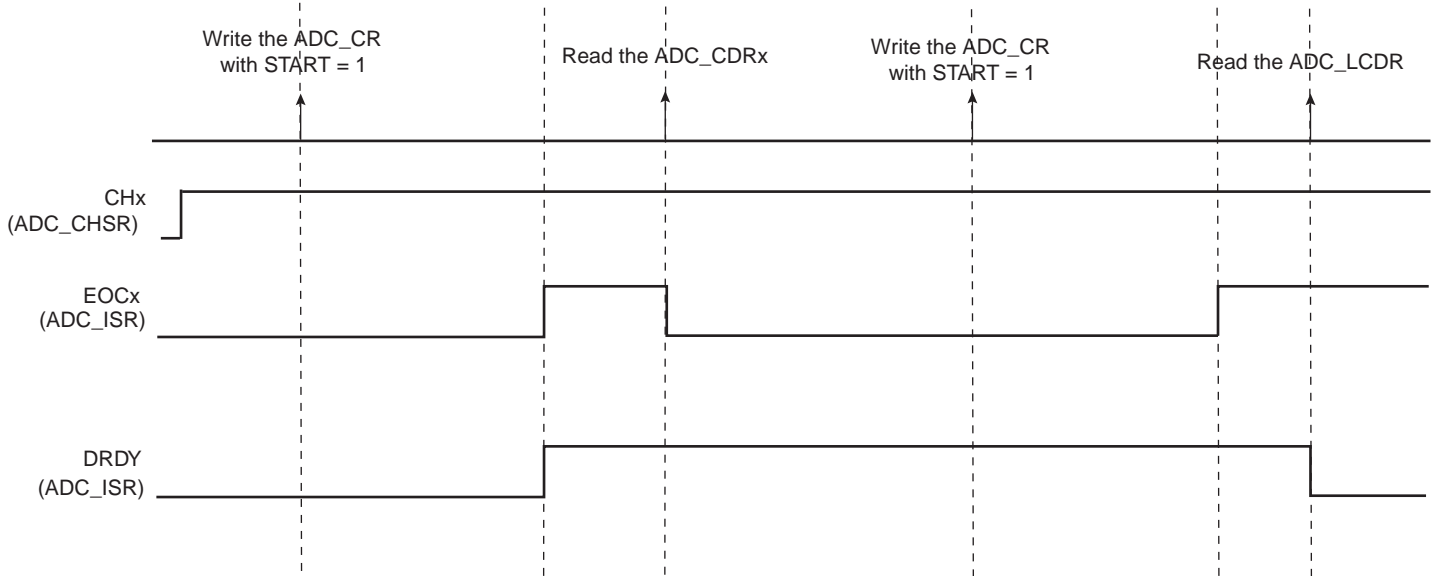 Write the ADC_CR
with START = 1
Read the ADC_CDRx
Write the ADC_CR
with START = 1
Read the ADC_LCDR
CHx
(ADC_CHSR)
EOCx
(ADC_ISR)
DRDY
(ADC_ISR)